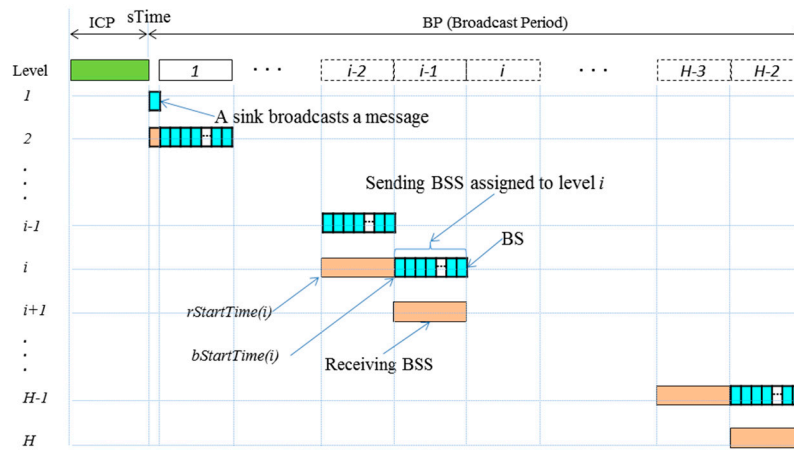 ICP sTime BP (Broadcast Period)
Level 1 . . . i-2 i-1 i . . . H-3 H-2
1
A sink broadcasts a message
2
.
.
.
Sending BSS assigned to level i
i-1
BS
i
rStartTime(i)
i+1
bStartTime(i)
Receiving BSS
.
.
.
H-1
H